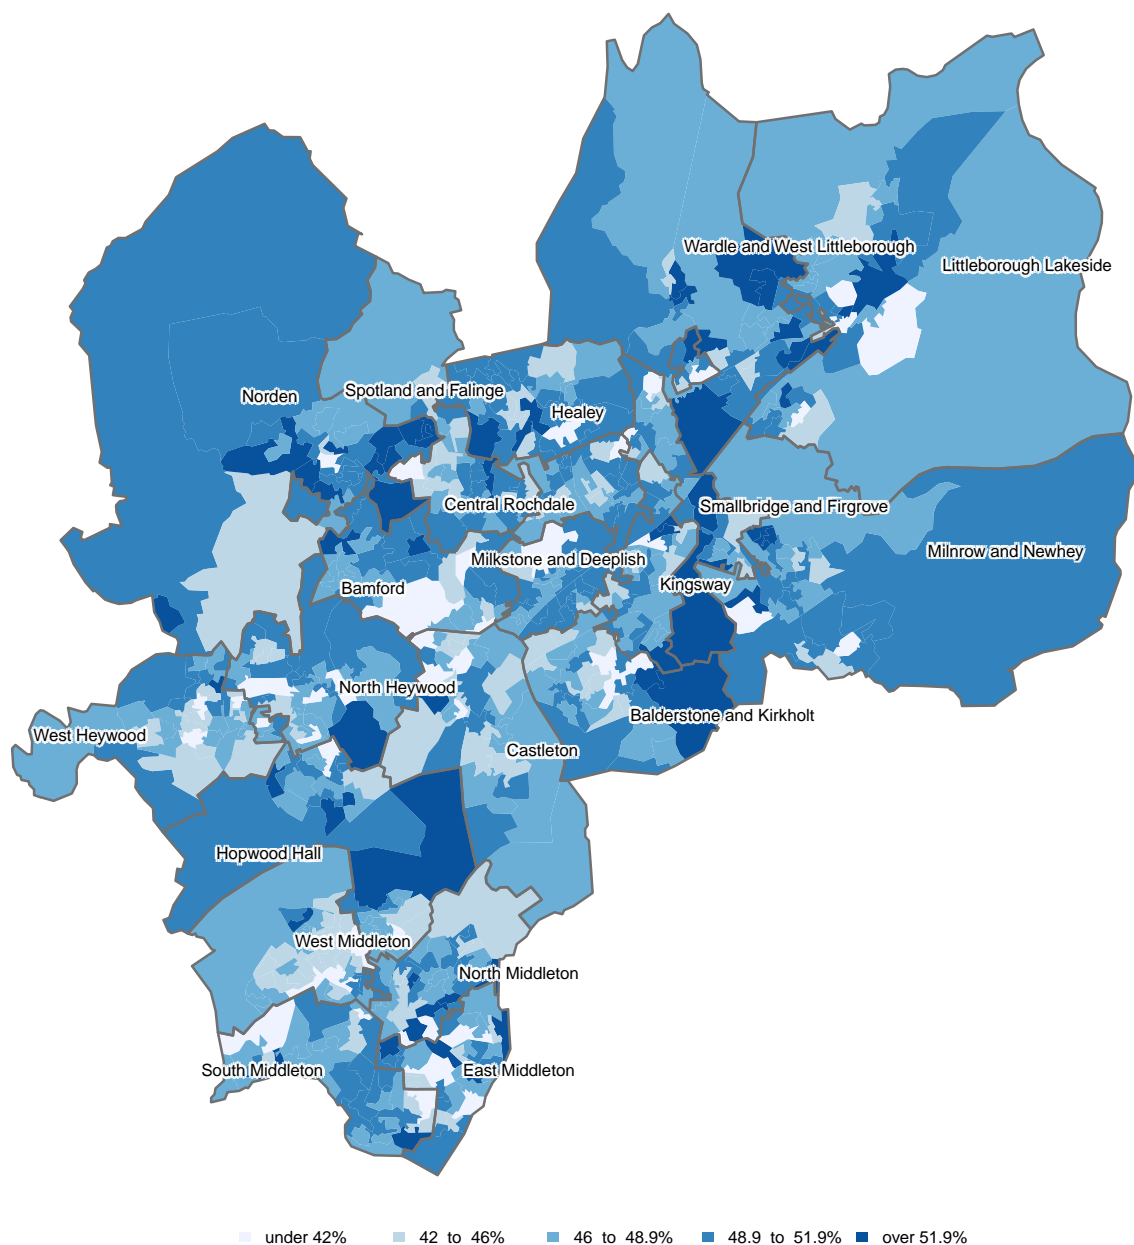 Wardle and West Littleborough
Littleborough Lakeside
Norden
Spotland and Falinge
Healey
Central Rochdale
Smallbridge and Firgrove
Milnrow and Newhey
Milkstone and Deeplish
Bamford
Kingsway
North Heywood
West Heywood
Balderstone and Kirkholt
Castleton
Hopwood Hall
West Middleton
North Middleton
South Middleton
East Middleton
under 42% 42 to 46% 46 to 48.9% 48.9 to 51.9% over 51.9%